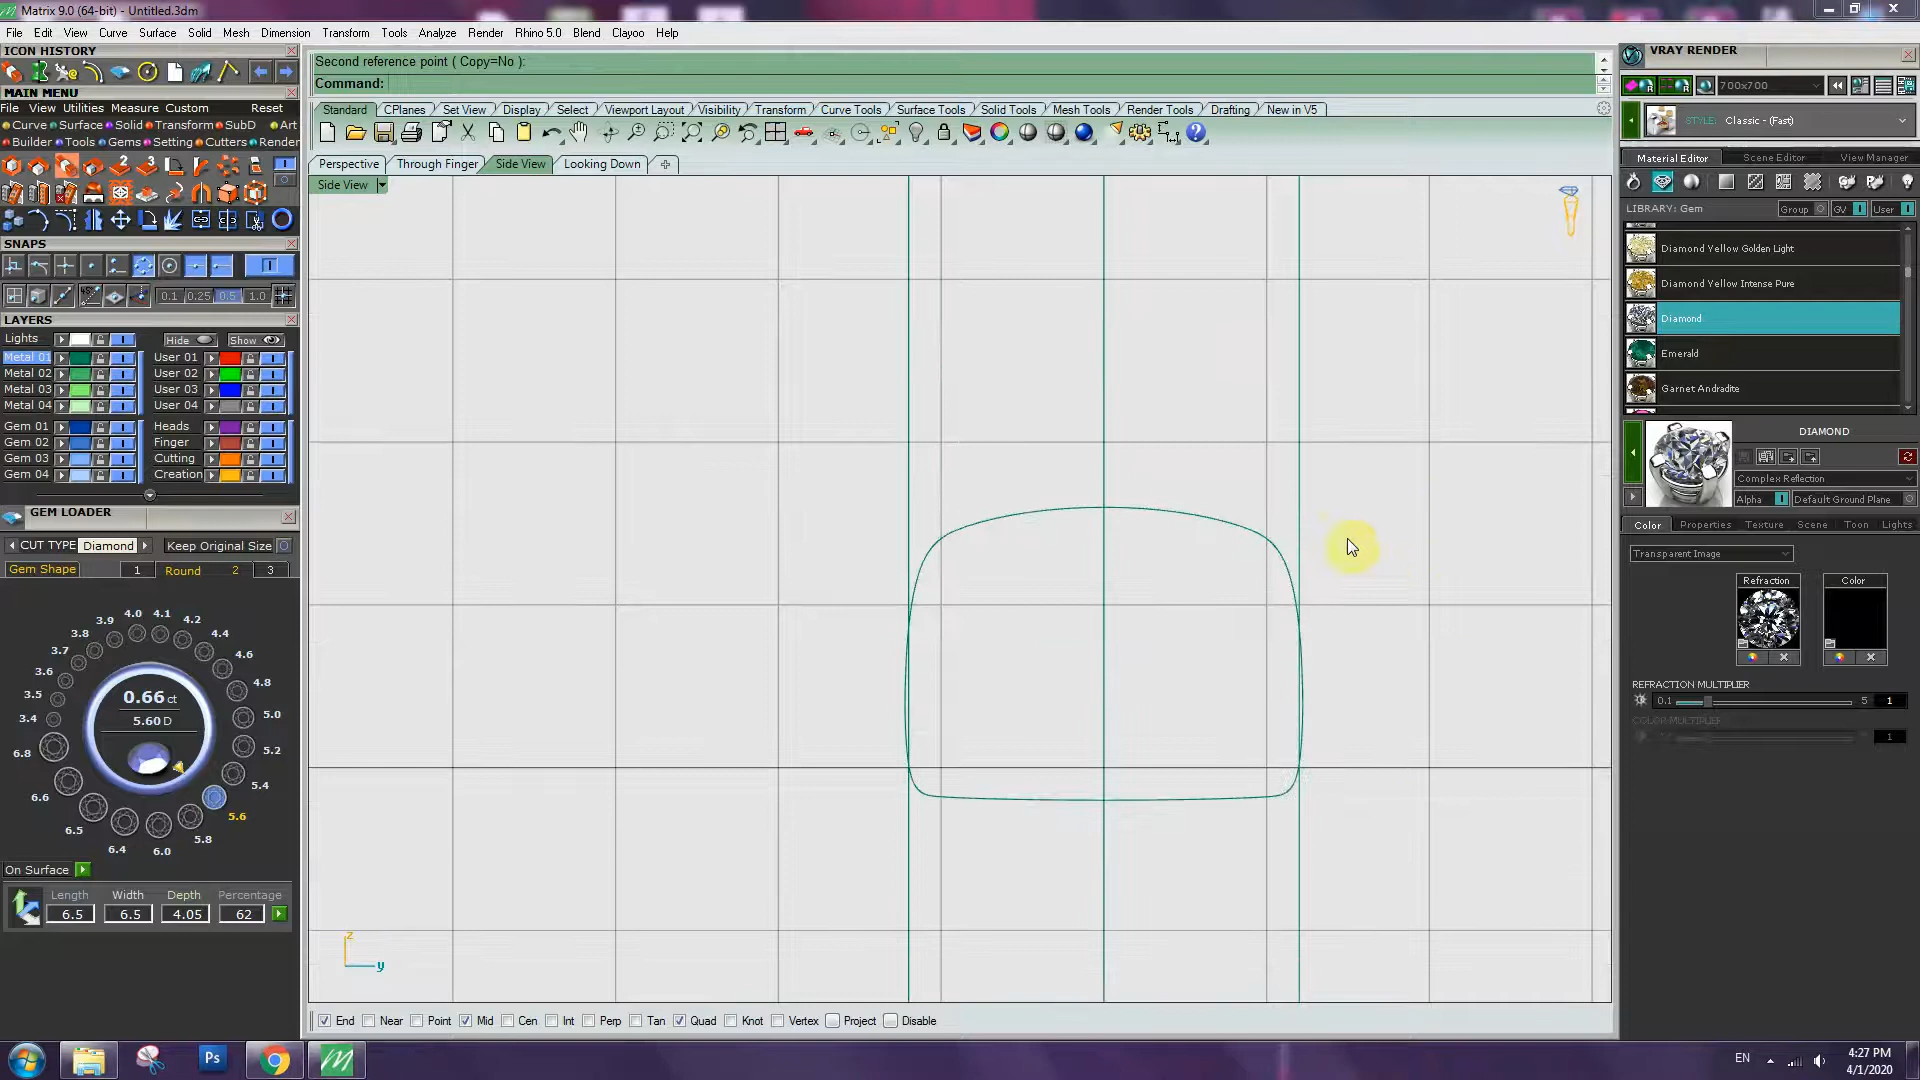 Matrix 9.0 (64-bit) - Untitled.3dm
File Edit View Curve Surface Solid Mesh Dimension Transform Tools Analyze Render Rhino 5.0 Blend Clayoo Help
ICON HISTORY
MAIN MENU
File View Utilities Measure Custom Reset
Curve Surface Solid Transform SubD Art
Builder Tools Gems Setting Cutters Render
SNAPS
0.1 0.25 0.5 1.0
LAYERS
Lights Hide Show
Metal 01 User 01
Metal 02 User 02
Metal 03 User 03
Metal 04 User 04
Gem 01 Heads
Gem 02 Finger
Gem 03 Cutting
Gem 04 Creation
GEM LOADER
CUT TYPE Diamond Keep Original Size
Gem Shape 1 Round 2 3
4.0 4.1
3.9 4.2
3.8 4.4
3.7 4.6
3.6 4.8
3.5 5.0
3.4 5.2
6.8 5.4
6.6 5.6
6.5 5.8
6.4 6.0
0.66 ct
5.60 D
On Surface
Length Width Depth Percentage
6.5 6.5 4.05 62
Second reference point ( Copy=No ):
Command:
Standard CPlanes Set View Display Select Viewport Layout Visibility Transform Curve Tools Surface Tools Solid Tools Mesh Tools Render Tools Drafting New in V5
Perspective Through Finger Side View Looking Down
Side View
z
y
End Near Point Mid Cen Int Perp Tan Quad Knot Vertex Project Disable
VRAY RENDER
700x700
STYLE: Classic - (Fast)
Material Editor Scene Editor View Manager
LIBRARY: Gem Group GV User
Diamond Yellow Golden Light
Diamond Yellow Intense Pure
Diamond
Emerald
Garnet Andradite
DIAMOND
Complex Reflection
Alpha Default Ground Plane
Color Properties Texture Scene Toon Lights
Transparent Image
Refraction Color
REFRACTION MULTIPLIER
0.1 5 1
COLOR MULTIPLIER
1
Ps
EN
4:27 PM
4/1/2020